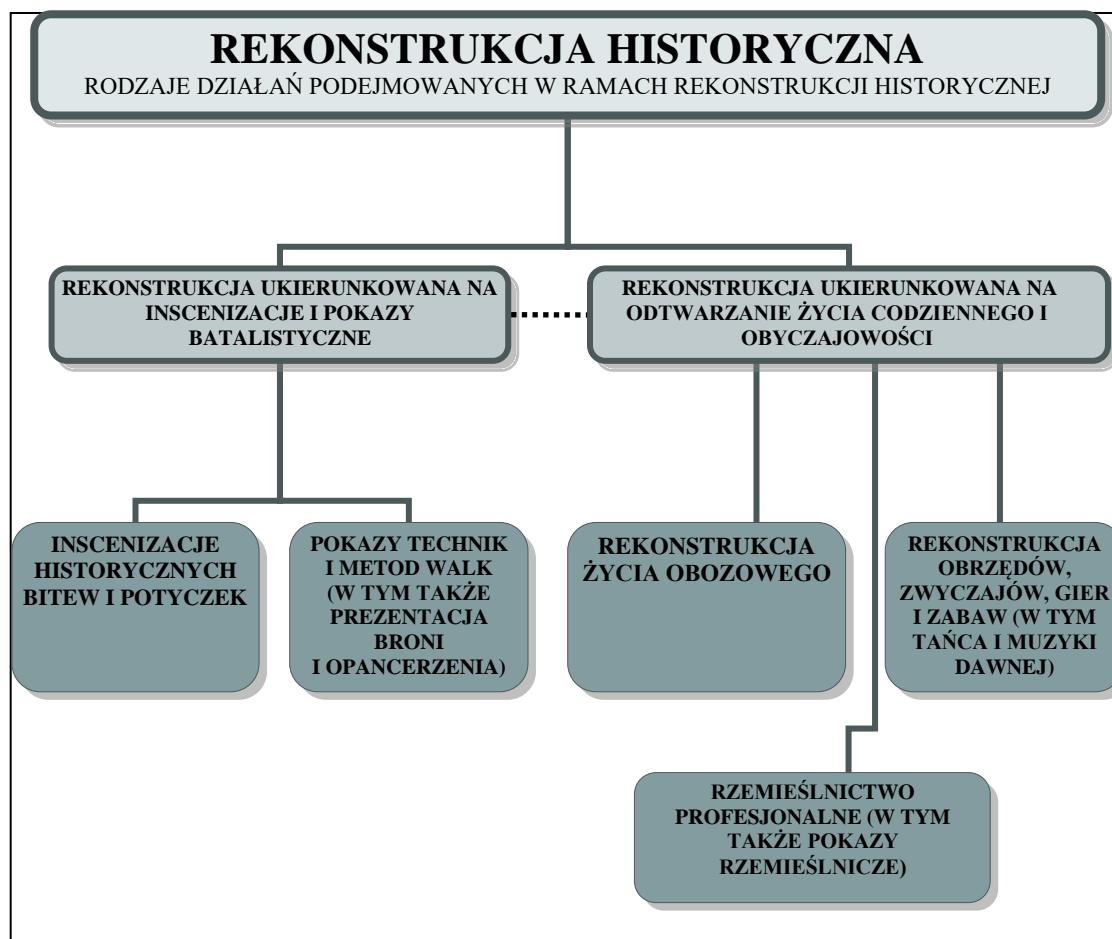 REKONSTRUKCJA HISTORYCZNA
RODZAJE DZIAŁAŃ PODEJMOWANYCH W RAMACH REKONSTRUKCJI HISTORYCZNEJ
REKONSTRUKCJA UKIERUNKOWANA NA
INSCENIZACJE I POKAZY
BATALISTYCZNE
REKONSTRUKCJA UKIERUNKOWANA NA
ODTWARZANIE ŻYCIA CODZIENNEGO I
OBYCZAJOWOŚCI
INSCENIZACJE
HISTORYCZNYCH
BITEW I POTYCZEK
POKAZY TECHNIK
I METOD WALK
(W TYM TAKŻE
PREZENTACJA
BRONI
I OPANCERZENIA)
REKONSTRUKCJA
ŻYCIA OBOZOWEGO
REKONSTRUKCJA
OBRZĘDÓW,
ZWYCZAJÓW, GIER
I ZABAW (W TYM
TAŃCA I MUZYKI
DAWNEJ)
RZEMIEŚLNICTWO
PROFESJONALNE (W TYM
TAKŻE POKAZY
RZEMIEŚLNICZE)